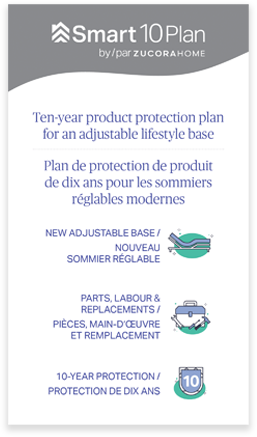 Smart 10 Plan
by/par ZUCORAHOME
Ten-year product protection plan
for an adjustable lifestyle base
Plan de protection de produit
de dix ans pour les sommiers
réglables modernes
NEW ADJUSTABLE BASE /
NOUVEAU
SOMMIER RÉGLABLE
PARTS, LABOUR &
REPLACEMENTS /
PIÈCES, MAIN-D'ŒUVRE
ET REMPLACEMENT
10-YEAR PROTECTION /
PROTECTION DE DIX ANS
10